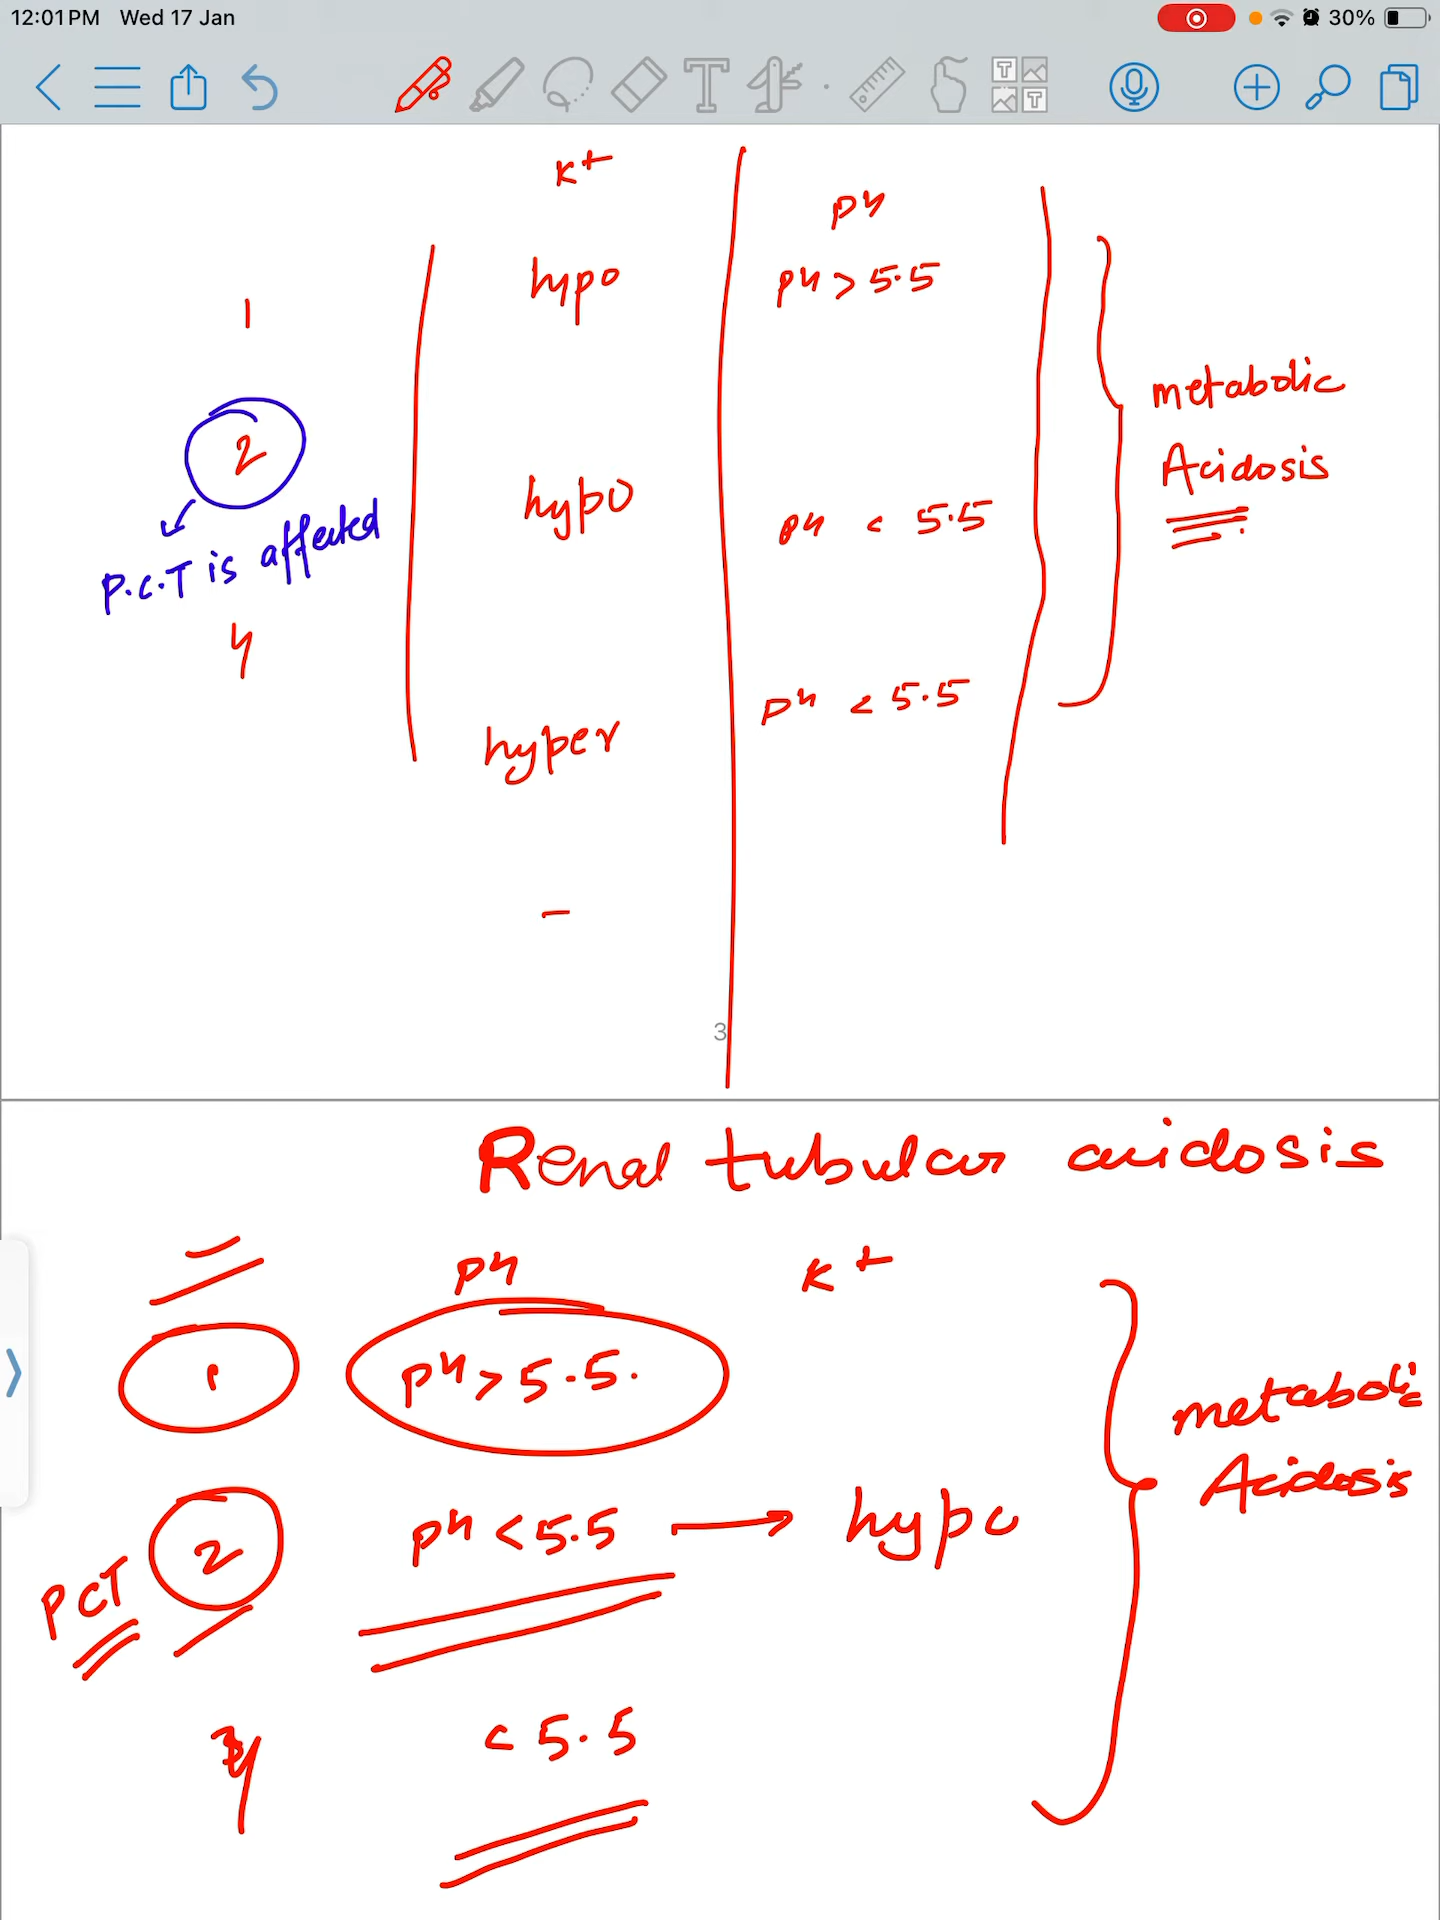 12:01 PM Wed 17 Jan
30%
K+
pH
hypo
pH > 5.5
1
metabolic
2
Acidosis
hypo
pH < 5.5
P.C.T is affected
4
pH < 5.5
hyper
-
3
Renal tubular acidosis
pH
K+
1
pH > 5.5.
metabolic
Acidosis
2
pH < 5.5 → hypo
PCT
4
< 5.5